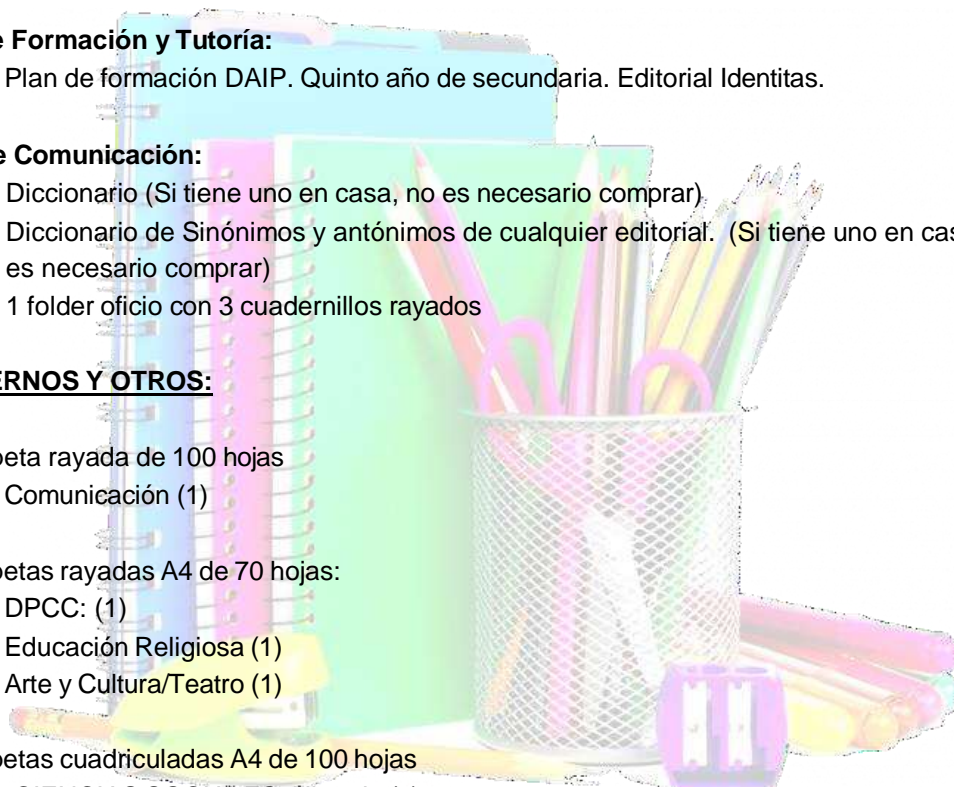 e Formación y Tutoría:
Plan de formación DAIP. Quinto año de secundaria. Editorial Identitas.
e Comunicación:
Diccionario (Si tiene uno en casa, no es necesario comprar)
Diccionario de Sinónimos y antónimos de cualquier editorial. (Si tiene uno en cas
es necesario comprar)
1 folder oficio con 3 cuadernillos rayados
ERNOS Y OTROS:
peta rayada de 100 hojas
Comunicación (1)
petas rayadas A4 de 70 hojas:
DPCC: (1)
Educación Religiosa (1)
Arte y Cultura/Teatro (1)
petas cuadriculadas A4 de 100 hojas